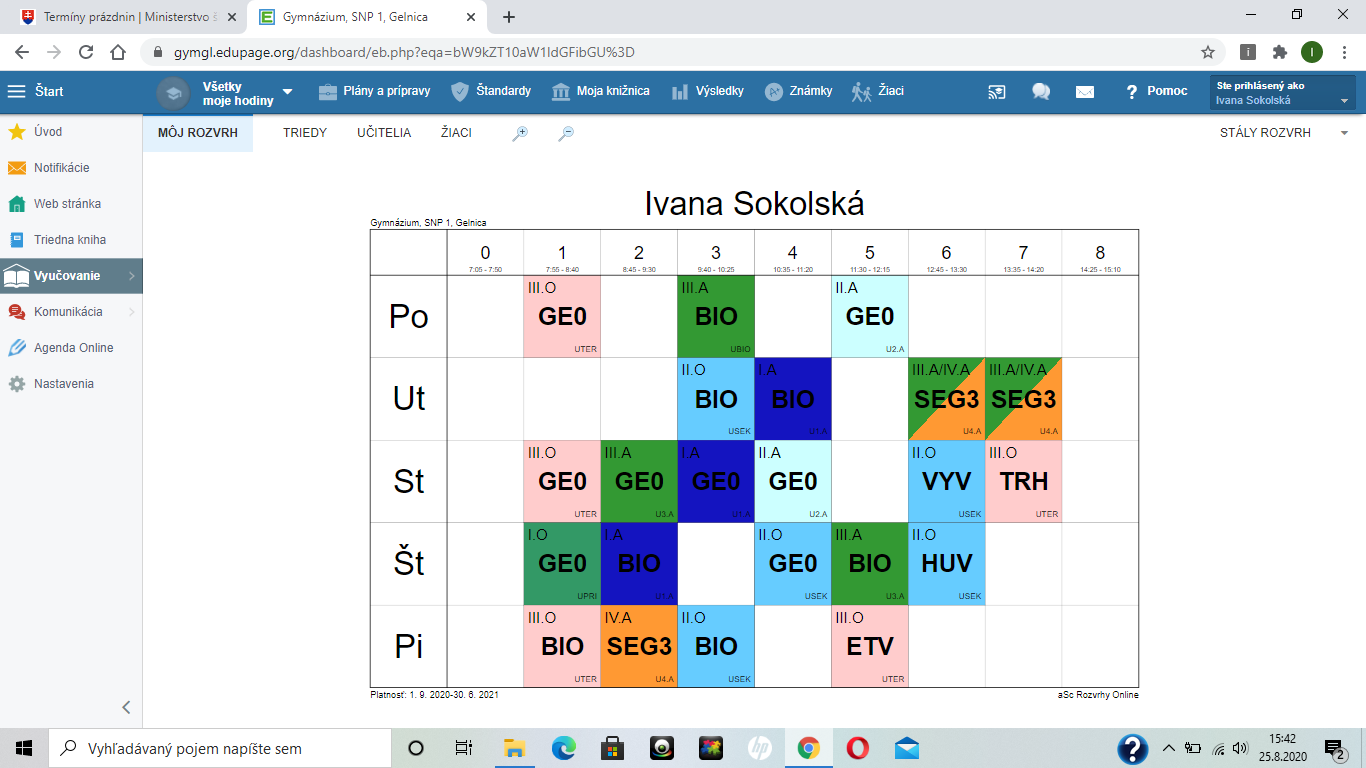 Termíny prázdnin | Ministerstvo š
Gymnázium, SNP 1, Gelnica
gymgl.edupage.org/dashboard/eb.php?eqa=bW9kZT10aW1ldGFibGU%3D
I
Štart
Všetky
moje hodiny
Plány a prípravy
Štandardy
Moja knižnica
Výsledky
Známky
Žiaci
? Pomoc
Ste prihlásený ako
Ivana Sokolská
Úvod
Notifikácie
Web stránka
Triedna kniha
Vyučovanie
Komunikácia
Agenda Online
Nastavenia
MÔJ ROZVRH
TRIEDY
UČITELIA
ŽIACI
STÁLY ROZVRH
Ivana Sokolská
Gymnázium, SNP 1, Gelnica
0 1 2 3 4 5 6 7 8
7:05 - 7:50 7:55 - 8:40 8:45 - 9:30 9:40 - 10:25 10:35 - 11:20 11:30 - 12:15 12:45 - 13:30 13:35 - 14:20 14:25 - 15:10
III.O III.A II.A
Po GE0 BIO GE0
UTER UBIO U2.A
II.O I.A III.A/IV.A III.A/IV.A
Ut BIO BIO SEG3 SEG3
USEK U1.A U4.A U4.A
III.O III.A I.A II.A II.O III.O
St GE0 GE0 GE0 GE0 VYV TRH
UTER U3.A U1.A U2.A USEK UTER
I.O I.A II.O III.A II.O
Št GE0 BIO GE0 BIO HUV
UPRI U1.A USEK U3.A USEK
III.O IV.A II.O III.O
Pi BIO SEG3 BIO ETV
UTER U4.A USEK UTER
Platnosť: 1. 9. 2020-30. 6. 2021
aSc Rozvrhy Online
Vyhľadávaný pojem napíšte sem
hp
?
15:42
25.8.2020
2